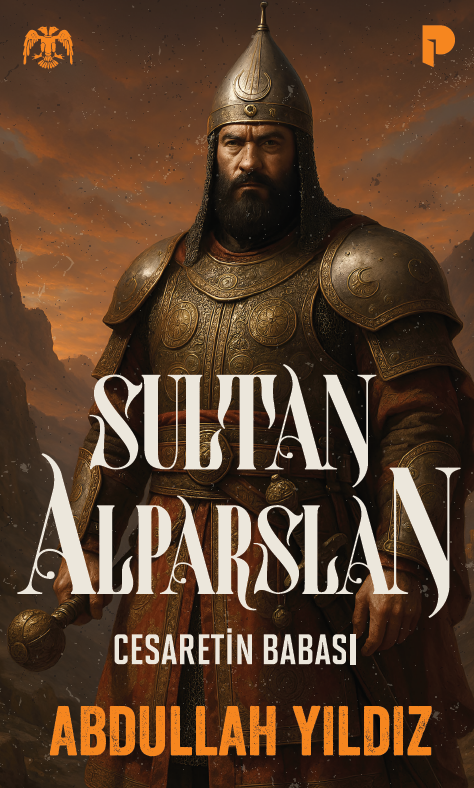 SULTAN
ALPARSLAN
CESARETİN BABASI
ABDULLAH YILDIZ